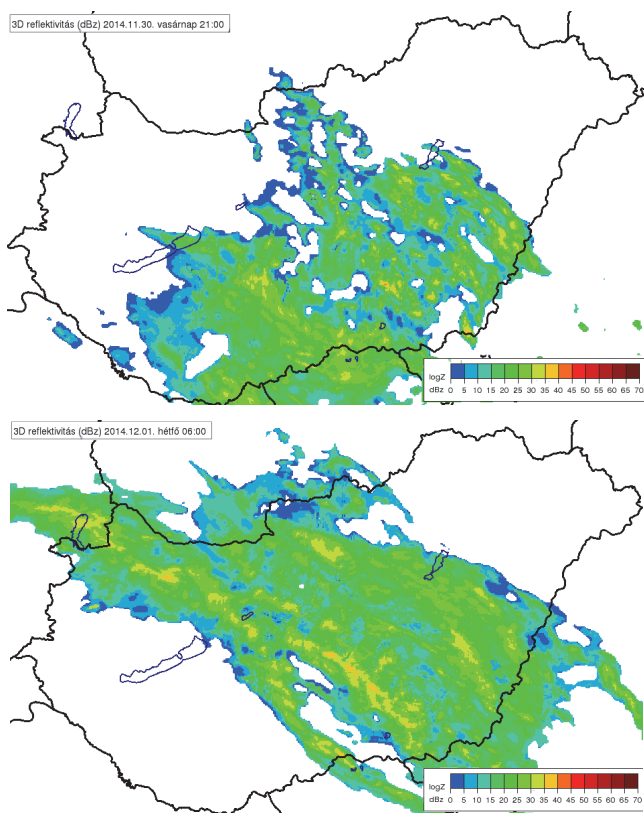 3D reflektivitás (dBz) 2014.11.30. vasárnap 21:00
logZ
dBz 0 5 10 15 20 25 30 35 40 45 50 55 60 65 70
3D reflektivitás (dBz) 2014.12.01. hétfő 06:00
logZ
dBz 0 5 10 15 20 25 30 35 40 45 50 55 60 65 70